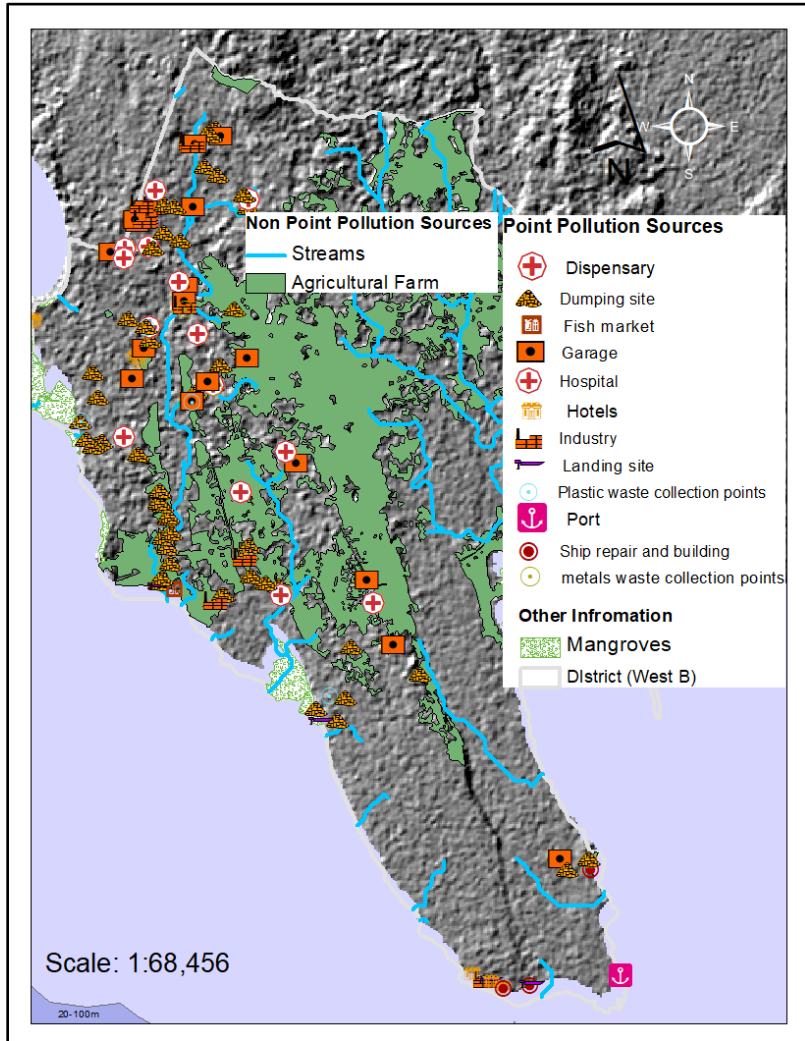 N
W
E
S
N
Non Point Pollution Sources
Streams
Agricultural Farm
Point Pollution Sources
Dispensary
Dumping site
Fish market
Garage
Hospital
Hotels
Industry
Landing site
Plastic waste collection points
Port
Ship repair and building
metals waste collection points
Other Infromation
Mangroves
District (West B)
Scale: 1:68,456
20-100m